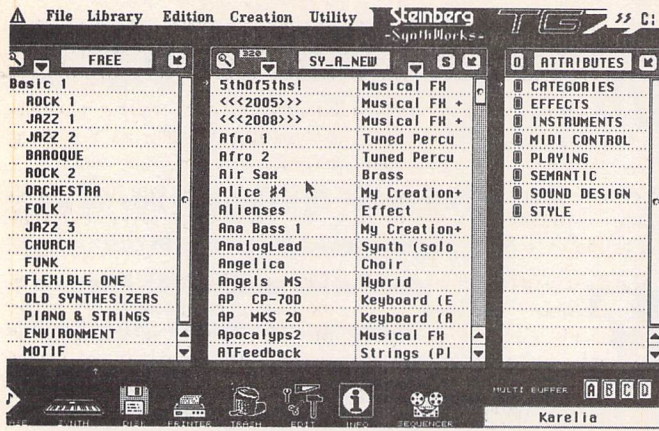 File Library Edition Creation Utility
Steinberg
-SynthWorks-
TG77
FREE
Basic 1
ROCK 1
JAZZ 1
JAZZ 2
BAROQUE
ROCK 2
ORCHESTRA
FOLK
JAZZ 3
CHURCH
FUNK
FLEXIBLE ONE
OLD SYNTHESIZERS
PIANO & STRINGS
ENVIRONMENT
MOTIF
320
SY_A_NEW
S
5thOf5ths! Musical FX
<<<2005>>> Musical FX +
<<<2008>>> Musical FX +
Afro 1 Tuned Percu
Afro 2 Tuned Percu
Air Sax Brass
Alice #4 My Creation+
Alienses Effect
Ana Bass 1 My Creation+
AnalogLead Synth (solo
Angelica Choir
Angels MS Hybrid
AP CP-70D Keyboard (E
AP MKS 20 Keyboard (A
Apocalyps2 Musical FX
ATFeedback Strings (Pl
0 ATTRIBUTES
CATEGORIES
EFFECTS
INSTRUMENTS
MIDI CONTROL
PLAYING
SEMANTIC
SOUND DESIGN
STYLE
SYNTH
DISK
PRINTER
TRASH
EDIT
INFO
SEQUENCER
MULTI BUFFER A B C D
Karelia